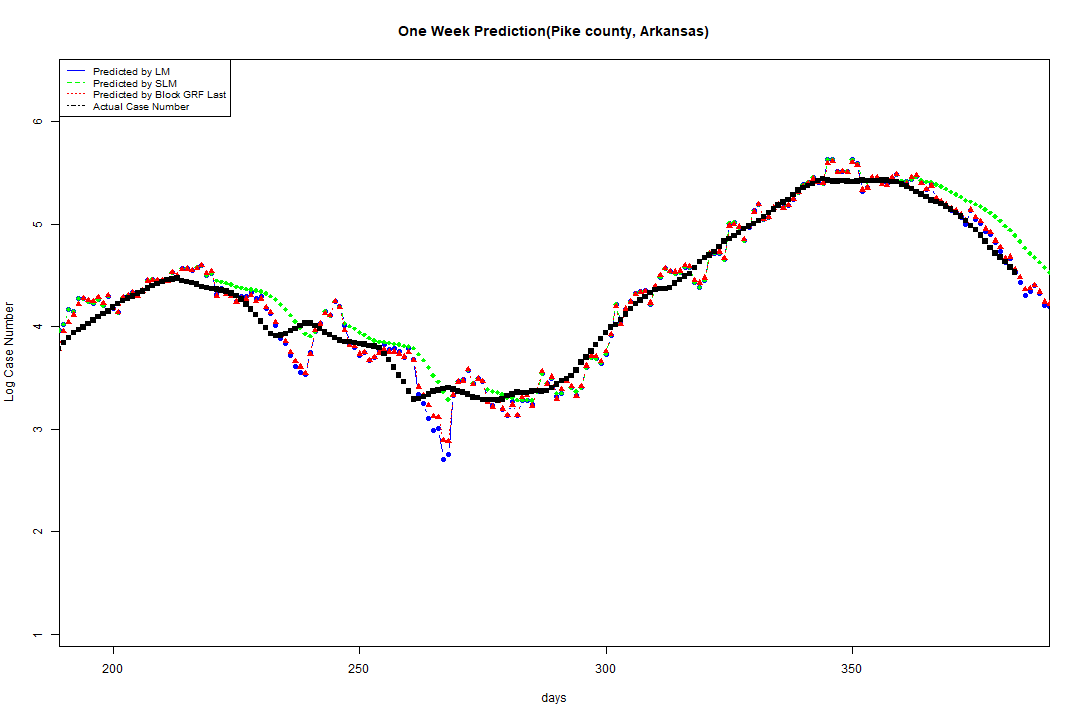 One Week Prediction(Pike county, Arkansas)
Predicted by LM
Predicted by SLM
Predicted by Block GRF Last
Actual Case Number
6
5
4
3
2
1
Log Case Number
200 250 300 350
days